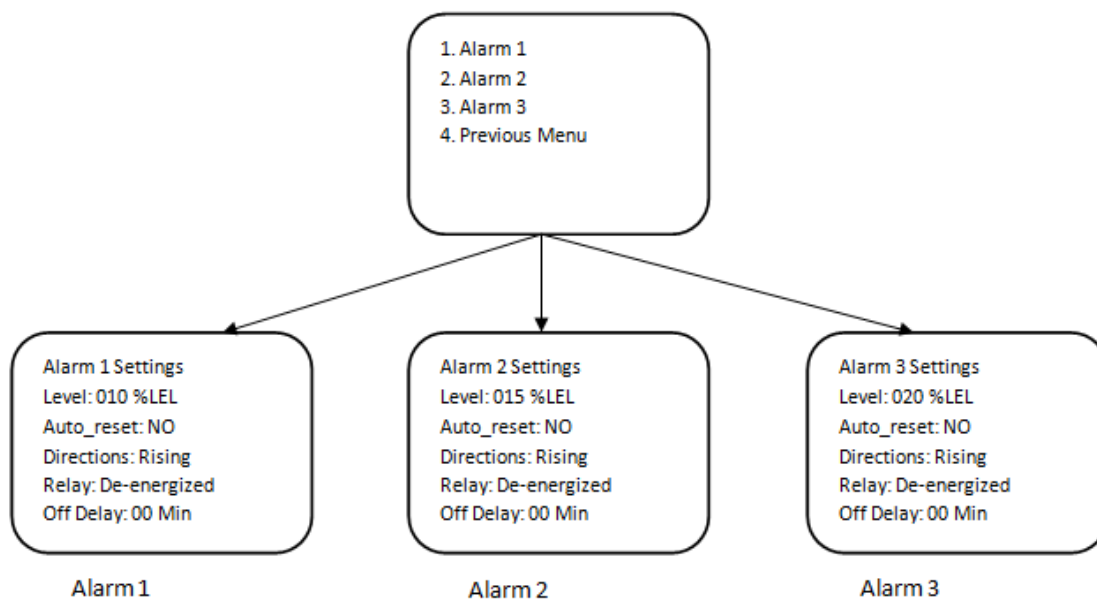 1. Alarm 1
2. Alarm 2
3. Alarm 3
4. Previous Menu
Alarm 1 Settings
Level: 010 %LEL
Auto_reset: NO
Directions: Rising
Relay: De-energized
Off Delay: 00 Min
Alarm 1
Alarm 2 Settings
Level: 015 %LEL
Auto_reset: NO
Directions: Rising
Relay: De-energized
Off Delay: 00 Min
Alarm 2
Alarm 3 Settings
Level: 020 %LEL
Auto_reset: NO
Directions: Rising
Relay: De-energized
Off Delay: 00 Min
Alarm 3